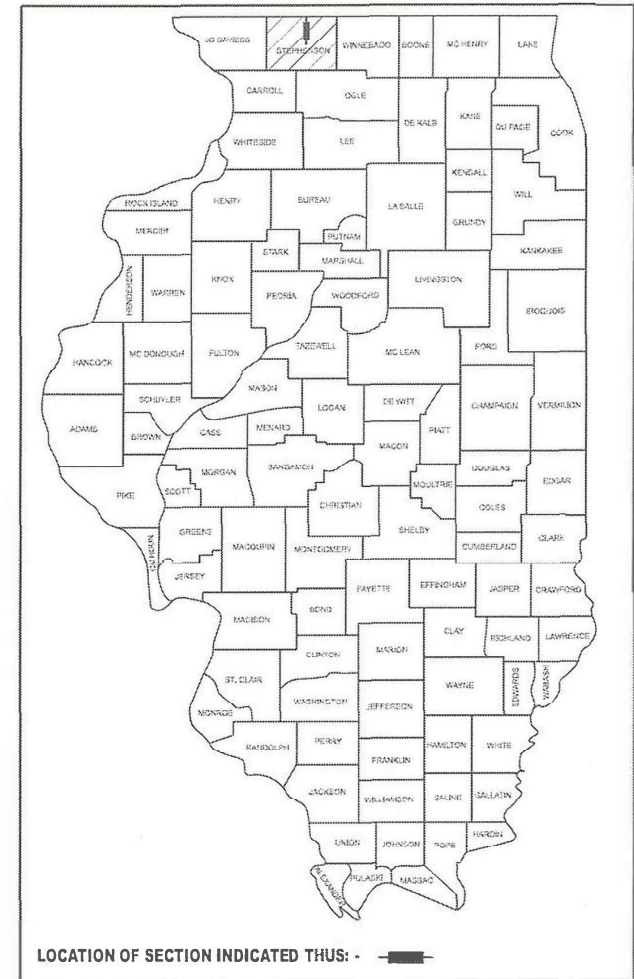 JO DAVIESS STEPHENSON WINNEBAGO BOONE MC HENRY LAKE
CARROLL OGLE
DE KALB KANE DU PAGE COOK
WHITESIDE LEE
KENDALL
WILL
ROCK ISLAND HENRY BUREAU LA SALLE
GRUNDY
MERCER PUTNAM
STARK KANKAKEE
MARSHALL
HENDERSON WARREN KNOX LIVINGSTON
PEORIA WOODFORD
IROQUOIS
TAZEWELL FORD
HANCOCK MC DONOUGH FULTON MC LEAN
MASON
SCHUYLER LOGAN DE WITT CHAMPAIGN VERMILION
ADAMS BROWN CASS MENARD PIATT
MACON
MORGAN SANGAMON DOUGLAS
SCOTT MOULTRIE EDGAR
PIKE CHRISTIAN COLES
GREENE SHELBY
CALHOUN MACOUPIN MONTGOMERY CUMBERLAND CLARK
JERSEY
FAYETTE EFFINGHAM JASPER CRAWFORD
BOND
MADISON CLAY
RICHLAND LAWRENCE
CLINTON MARION
ST. CLAIR WAYNE EDWARDS WABASH
WASHINGTON JEFFERSON
MONROE
RANDOLPH PERRY HAMILTON WHITE
FRANKLIN
JACKSON WILLIAMSON SALINE GALLATIN
UNION JOHNSON POPE HARDIN
ALEXANDER PULASKI MASSAC
LOCATION OF SECTION INDICATED THUS: -